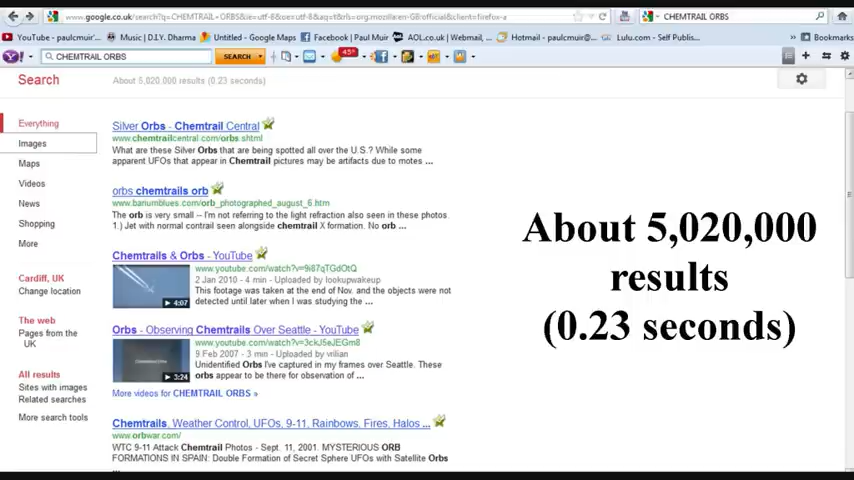 www.google.co.uk/search?q=CHEMTRAIL+ORBS&ie=utf-8&oe=utf-8&aq=t&rls=org.mozilla:en-GB:official&client=firefox-a
CHEMTRAIL ORBS
YouTube - paulcmuir...
Music | D.I.Y. Dharma
Untitled - Google Maps
Facebook | Paul Muir
AOL.co.uk | Webmail, ...
Hotmail - Euro 2012, ...
Lulu.com - Self Publis...
Bookmarks
CHEMTRAIL ORBS
SEARCH
45°
Search
About 5,020,000 results (0.23 seconds)
Everything
Images
Maps
Videos
News
Shopping
More
Cardiff, UK
Change location
The web
Pages from the
UK
All results
Sites with images
Related searches
More search tools
Silver Orbs - Chemtrail Central
www.chemtrailcentral.com/orbs.shtml
What are these Silver Orbs that are being spotted all over the U.S.? While some
apparent UFOs that appear in Chemtrail pictures may be artifacts due to motes ...
orbs chemtrails orb
www.bariumblues.com/orb_photographed_august_6.htm
The orb is very small -- I'm not referring to the light refraction also seen in these photos.
1.) Jet with normal contrail seen alongside chemtrail X formation. No orb ...
Chemtrails & Orbs - YouTube
www.youtube.com/watch?v=9i87qTGdOtQ
2 Jan 2010 - 4 min - Uploaded by lookupwakeup
This footage was taken at the end of Nov. and the objects were not
detected until later when I was studying the ...
4:07
Orbs - Observing Chemtrails Over Seattle - YouTube
www.youtube.com/watch?v=3ckJ5eJEGm8
9 Feb 2007 - 3 min - Uploaded by vrilian
Unidentified Orbs I've captured in my frames over Seattle. These
orbs appear to be there for observation of ...
3:24
More videos for CHEMTRAIL ORBS »
Chemtrails, Weather Control, UFOs, 9-11, Rainbows, Fires, Halos ...
www.orbwar.com/
WTC 9-11 Attack Chemtrail Photos - Sept. 11, 2001. MYSTERIOUS ORB
FORMATIONS IN SPAIN: Double Formation of Secret Sphere UFOs with Satellite Orbs
...
About 5,020,000
results
(0.23 seconds)